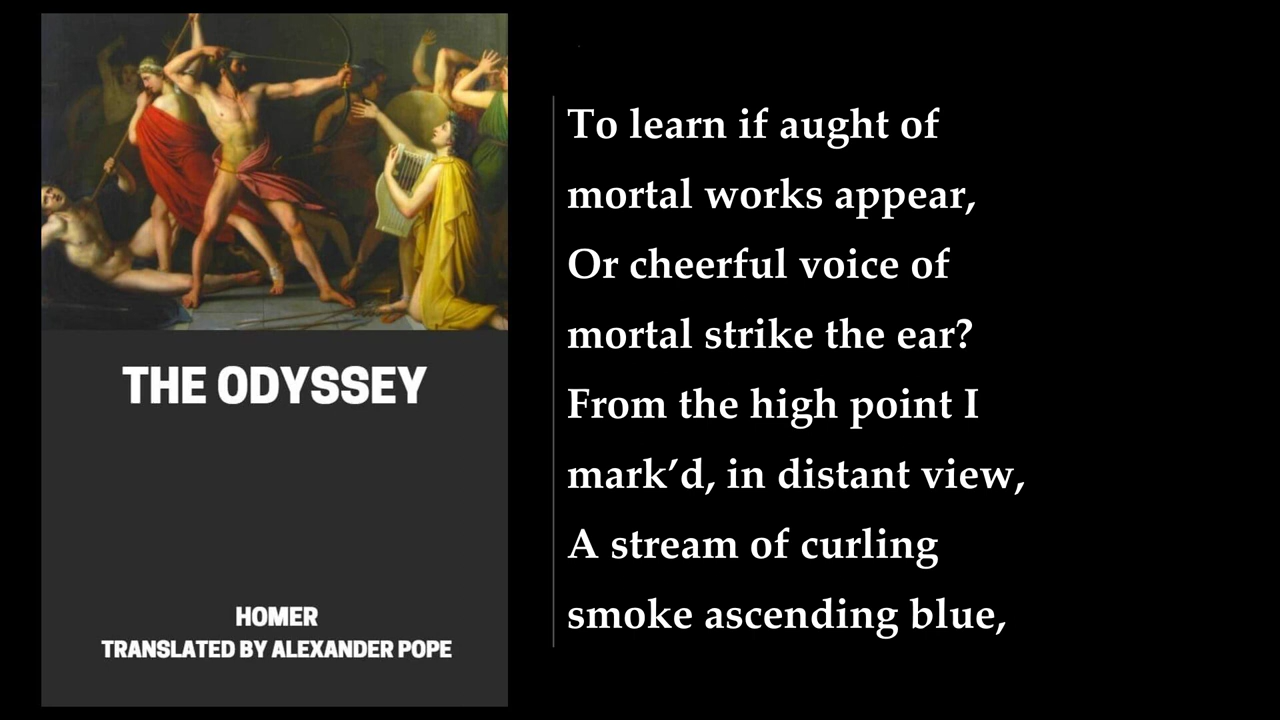 THE ODYSSEY
HOMER
TRANSLATED BY ALEXANDER POPE
To learn if aught of
mortal works appear,
Or cheerful voice of
mortal strike the ear?
From the high point I
mark’d, in distant view,
A stream of curling
smoke ascending blue,